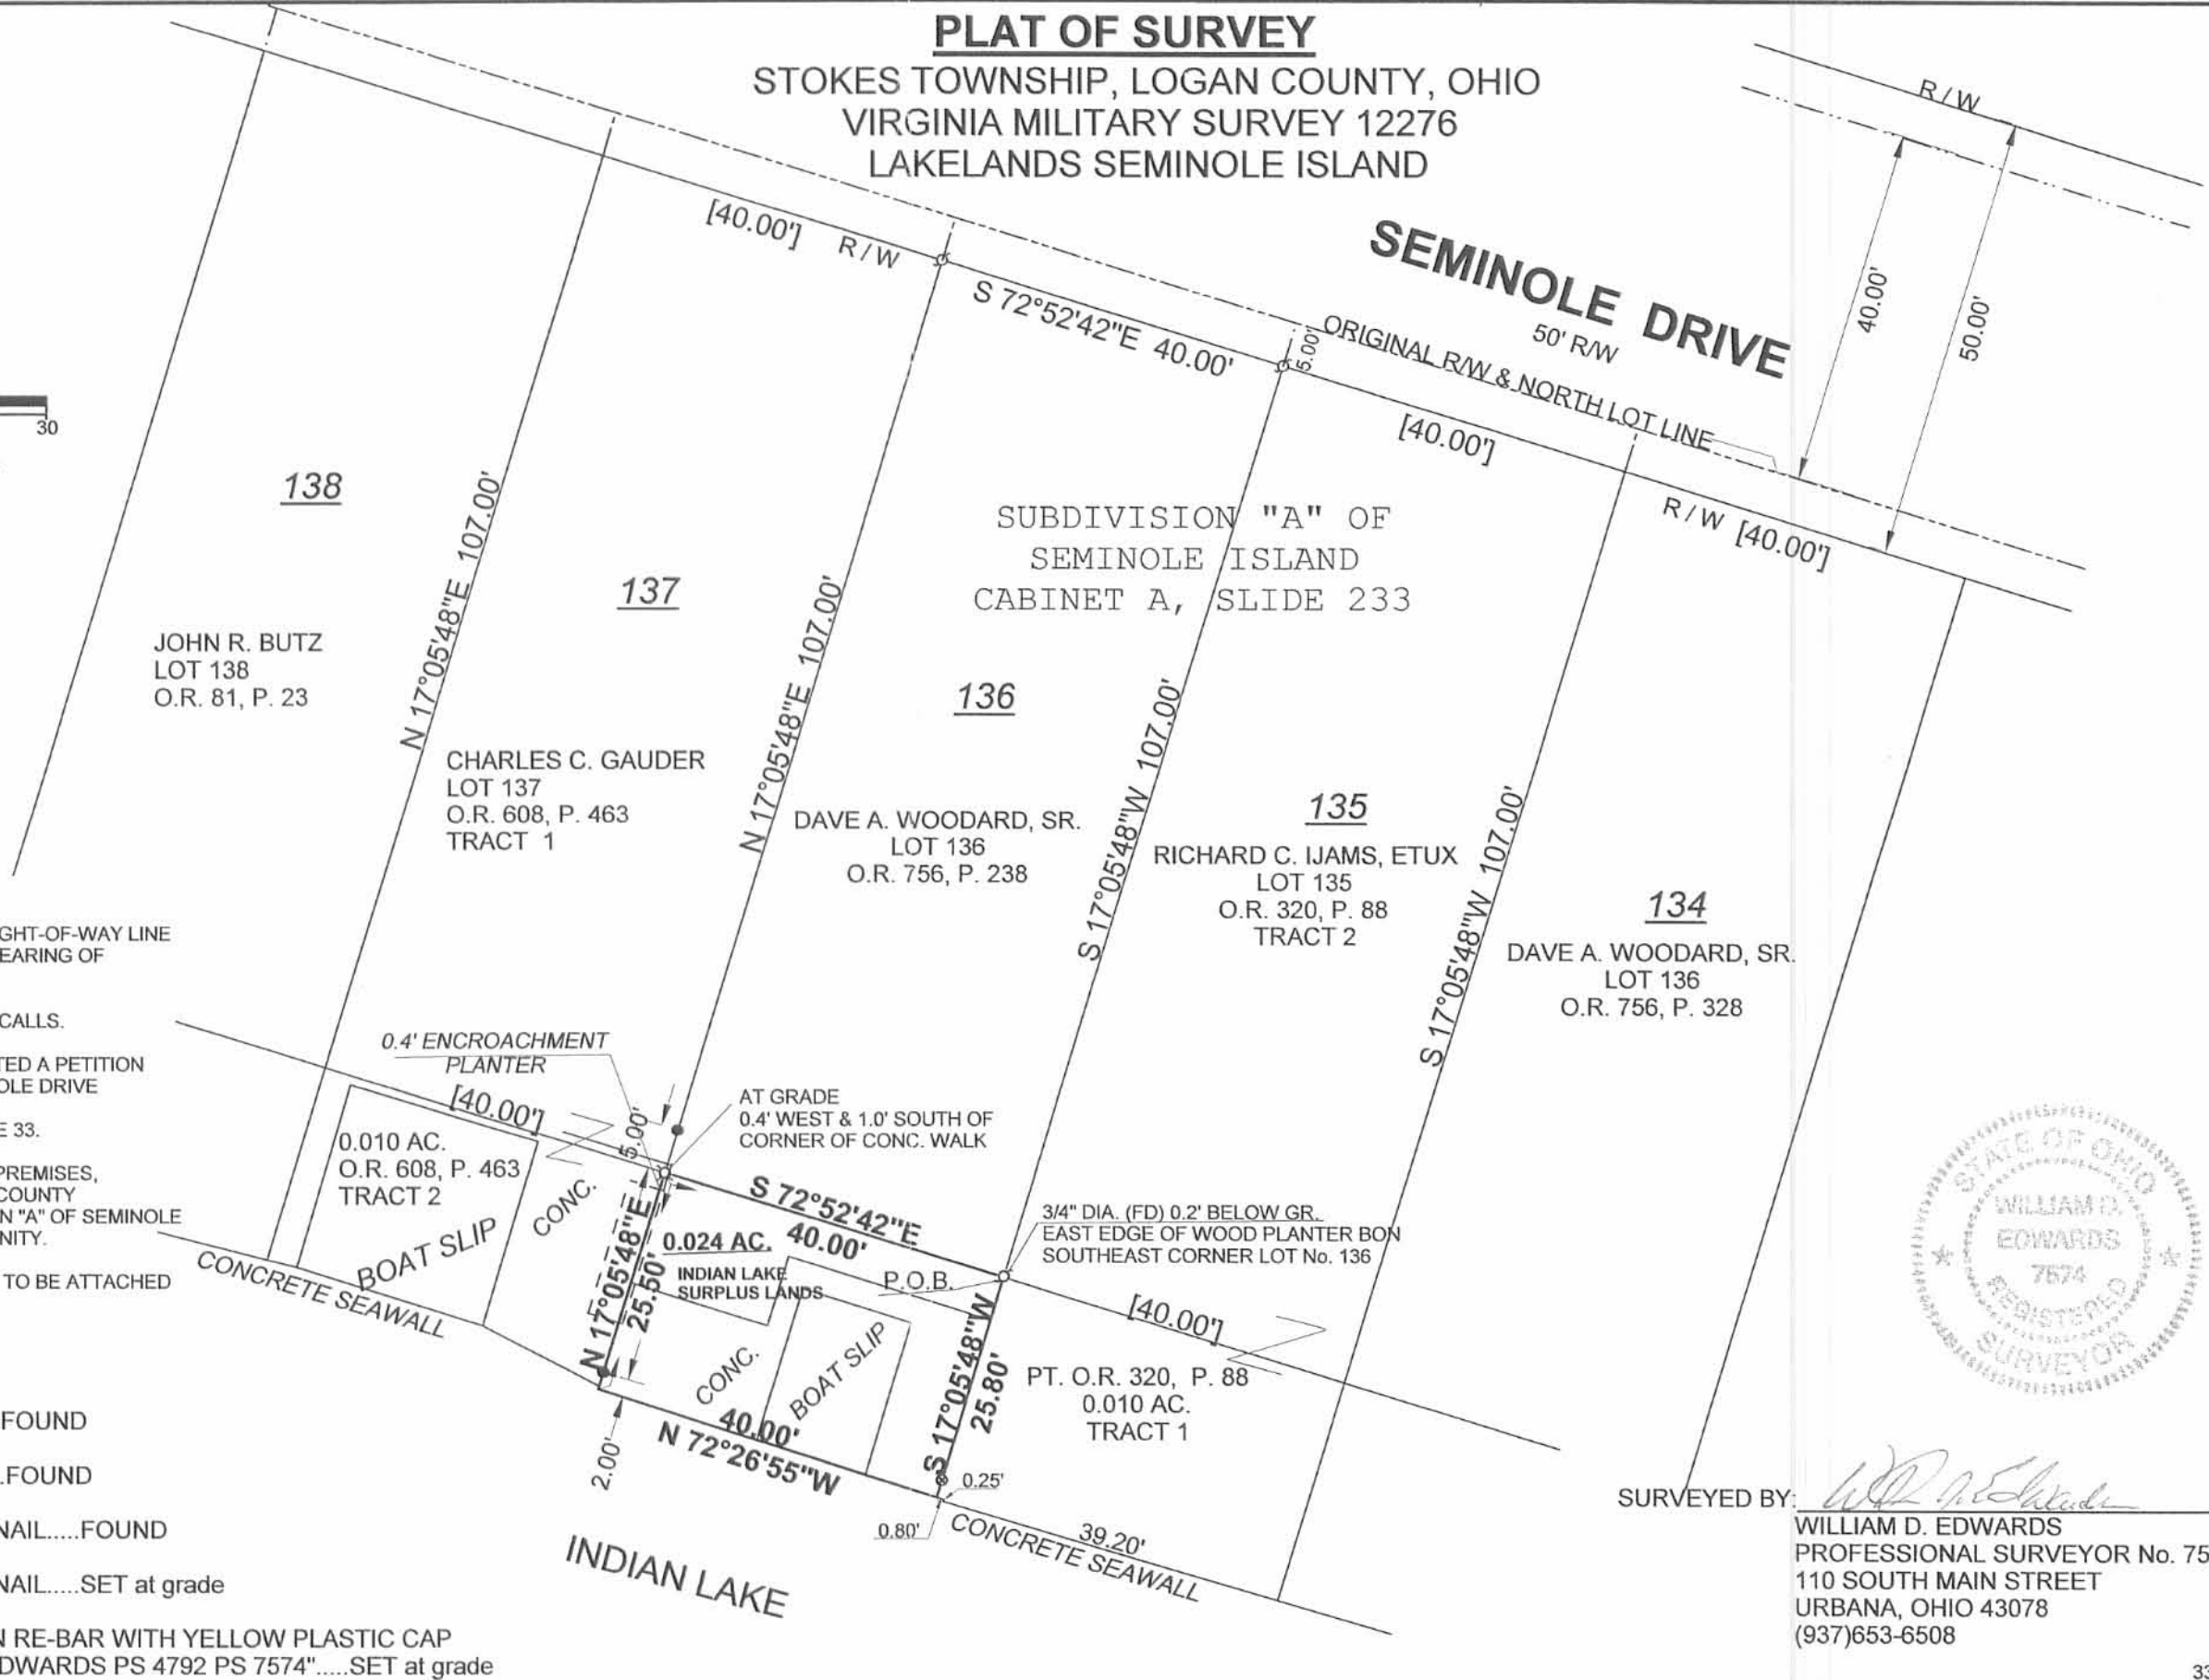 PLAT OF SURVEY
STOKES TOWNSHIP, LOGAN COUNTY, OHIO
VIRGINIA MILITARY SURVEY 12276
LAKELANDS SEMINOLE ISLAND
R/W
[40.00'] R/W
S 72°52'42"E 40.00'
5.00'
SEMINOLE DRIVE
50' R/W
ORIGINAL R/W & NORTH LOT LINE
40.00'
50.00'
[40.00']
R/W [40.00']
30
138
N 17°05'48"E 107.00'
137
N 17°05'48"E 107.00'
SUBDIVISION "A" OF
SEMINOLE ISLAND
CABINET A, SLIDE 233
JOHN R. BUTZ
LOT 138
O.R. 81, P. 23
136
S 17°05'48"W 107.00'
CHARLES C. GAUDER
LOT 137
O.R. 608, P. 463
TRACT 1
DAVE A. WOODARD, SR.
LOT 136
O.R. 756, P. 238
135
RICHARD C. IJAMS, ETUX
LOT 135
O.R. 320, P. 88
TRACT 2
S 17°05'48"W 107.00'
134
DAVE A. WOODARD, SR.
LOT 136
O.R. 756, P. 328
GHT-OF-WAY LINE
EARING OF
CALLS.
TED A PETITION
OLE DRIVE
E 33.
PREMISES,
COUNTY
N "A" OF SEMINOLE
NITY.
TO BE ATTACHED
0.4' ENCROACHMENT
PLANTER
[40.00']
5.00'
AT GRADE
0.4' WEST & 1.0' SOUTH OF
CORNER OF CONC. WALK
0.010 AC.
O.R. 608, P. 463
TRACT 2
CONC.
BOAT SLIP
CONCRETE SEAWALL
S 72°52'42"E
40.00'
0.024 AC.
INDIAN LAKE
SURPLUS LANDS
P.O.B.
3/4" DIA. (FD) 0.2' BELOW GR.
EAST EDGE OF WOOD PLANTER BON
SOUTHEAST CORNER LOT No. 136
N 17°05'48"E
25.50'
CONC.
BOAT SLIP
S 17°05'48"W
25.80'
[40.00']
PT. O.R. 320, P. 88
0.010 AC.
TRACT 1
40.00'
N 72°26'55"W
2.00'
0.25'
0.80'
39.20'
CONCRETE SEAWALL
INDIAN LAKE
FOUND
.FOUND
NAIL.....FOUND
NAIL.....SET at grade
N RE-BAR WITH YELLOW PLASTIC CAP
DWARDS PS 4792 PS 7574".....SET at grade
STATE OF OHIO
WILLIAM D.
EDWARDS
7574
REGISTERED
SURVEYOR
SURVEYED BY:
WILLIAM D. EDWARDS
PROFESSIONAL SURVEYOR No. 75
110 SOUTH MAIN STREET
URBANA, OHIO 43078
(937)653-6508
33